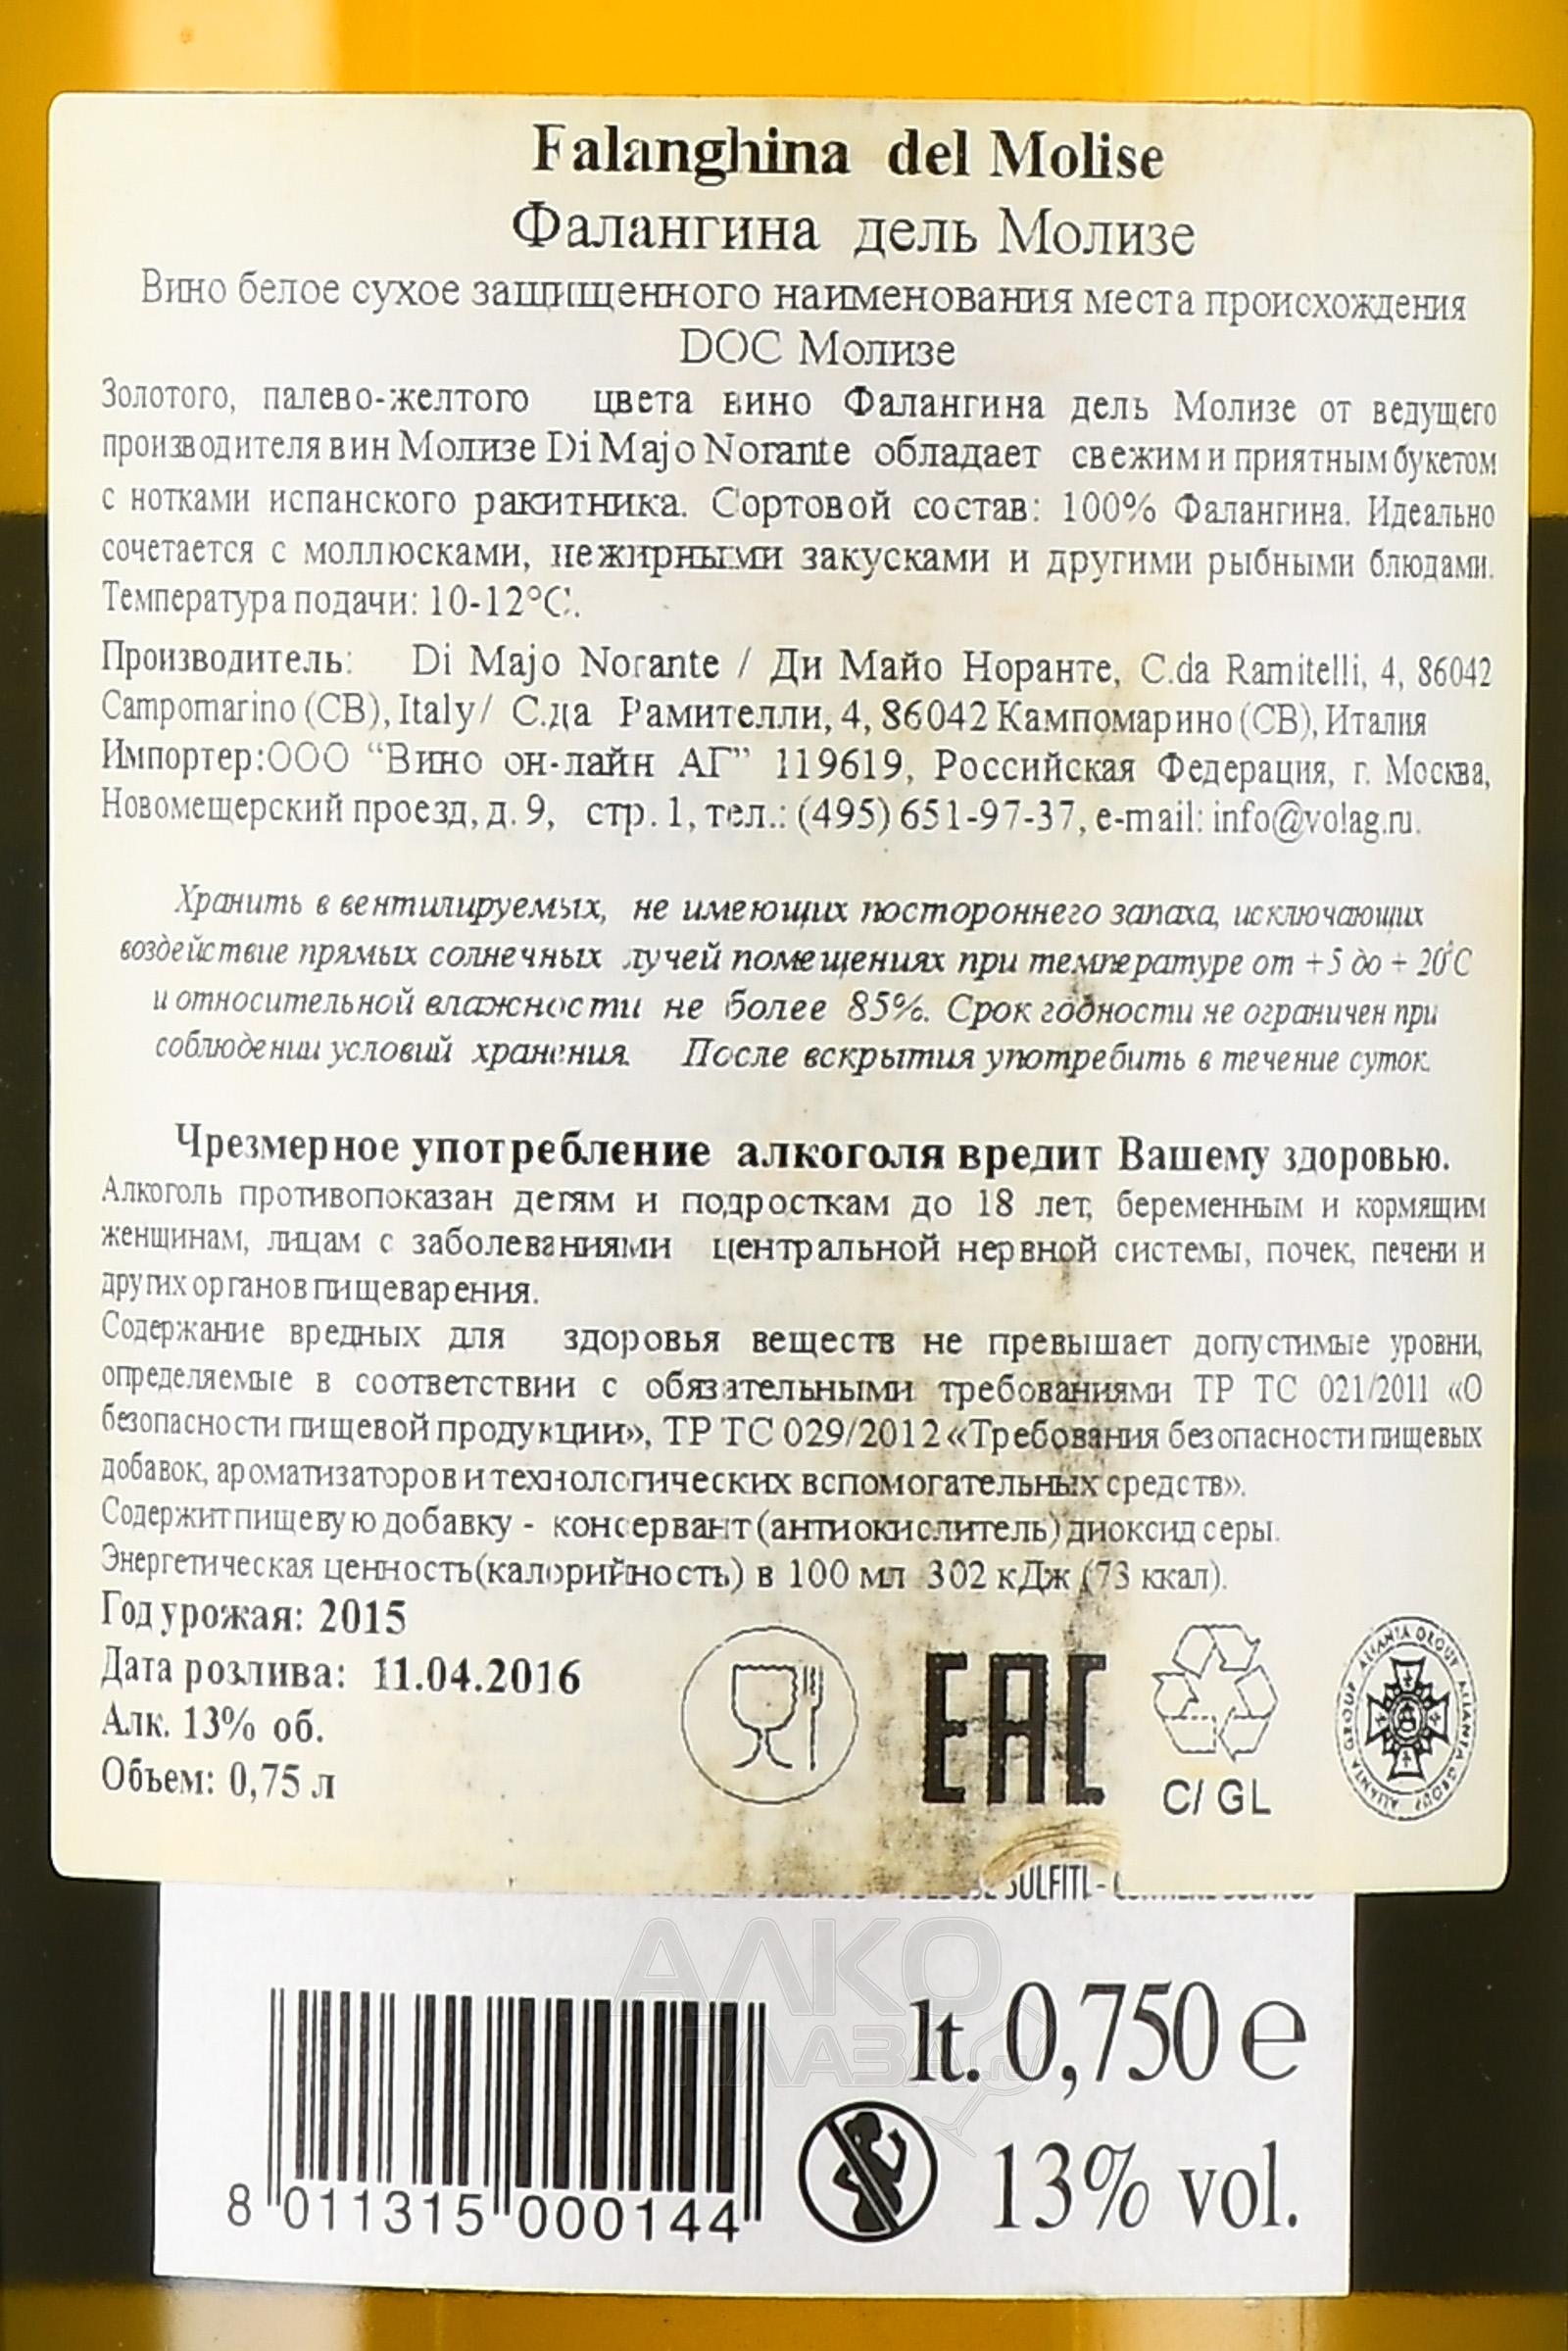 Falanghina del Molise
Фалангина дель Молизе
Вино белое сухое защищенного наименования места происхождения
DOC Молизе
Золотого, палево-желтого цвета вино Фалангина дель Молизе от ведущего
производителя вин Молизе Di Majo Norante обладает свежим и приятным букетом
с нотками испанского ракитника. Сортовой состав: 100% Фалангина. Идеально
сочетается с моллюсками, нежирными закусками и другими рыбными блюдами.
Температура подачи: 10-12°C.
Производитель: Di Majo Norante / Ди Майо Норанте, C.da Ramitelli, 4, 86042
Campomarino (CB), Italy/ С.да Рамителли, 4, 86042 Кампомарино (CB), Италия
Импортер:ООО “Вино он-лайн АГ” 119619, Российская Федерация, г. Москва,
Новомещерский проезд, д. 9, стр. 1, тел.: (495) 651-97-37, e-mail: info@volag.ru.
Хранить в вентилируемых, не имеющих постороннего запаха, исключающих
воздействие прямых солнечных лучей помещениях при температуре от +5 до + 20°C
и относительной влажности не более 85%. Срок годности не ограничен при
соблюдении условий хранения. После вскрытия употребить в течение суток.
Чрезмерное употребление алкоголя вредит Вашему здоровью.
Алкоголь противопоказан детям и подросткам до 18 лет, беременным и кормящим
женщинам, лицам с заболеваниями центральной нервной системы, почек, печени и
других органов пищеварения.
Содержание вредных для здоровья веществ не превышает допустимые уровни,
определяемые в соответствии с обязательными требованиями ТР ТС 021/2011 «О
безопасности пищевой продукции», ТР ТС 029/2012 «Требования безопасности пищевых
добавок, ароматизаторов и технологических вспомогательных средств».
Содержит пищевую добавку - консервант (антиокислитель) диоксид серы.
Энергетическая ценность(калорийность) в 100 мл 302 кДж (73 ккал).
Год урожая: 2015
Дата розлива: 11.04.2016
Алк. 13% об.
Объем: 0,75 л
EAC
C/ GL
ALIANTA GROUP ALIANTA GROUP ALIANTA GROUP
SULFITI -
АЛКО
ПЛАЗА.ru
lt. 0,750 e
13% vol.
8 011315 000144